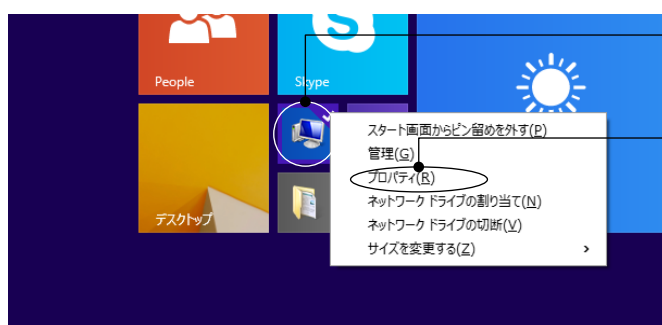 People
Skype
デスクトップ
スタート画面からピン留めを外す(P)
管理(G)
プロパティ(R)
ネットワーク ドライブの割り当て(N)
ネットワーク ドライブの切断(V)
サイズを変更する(Z)